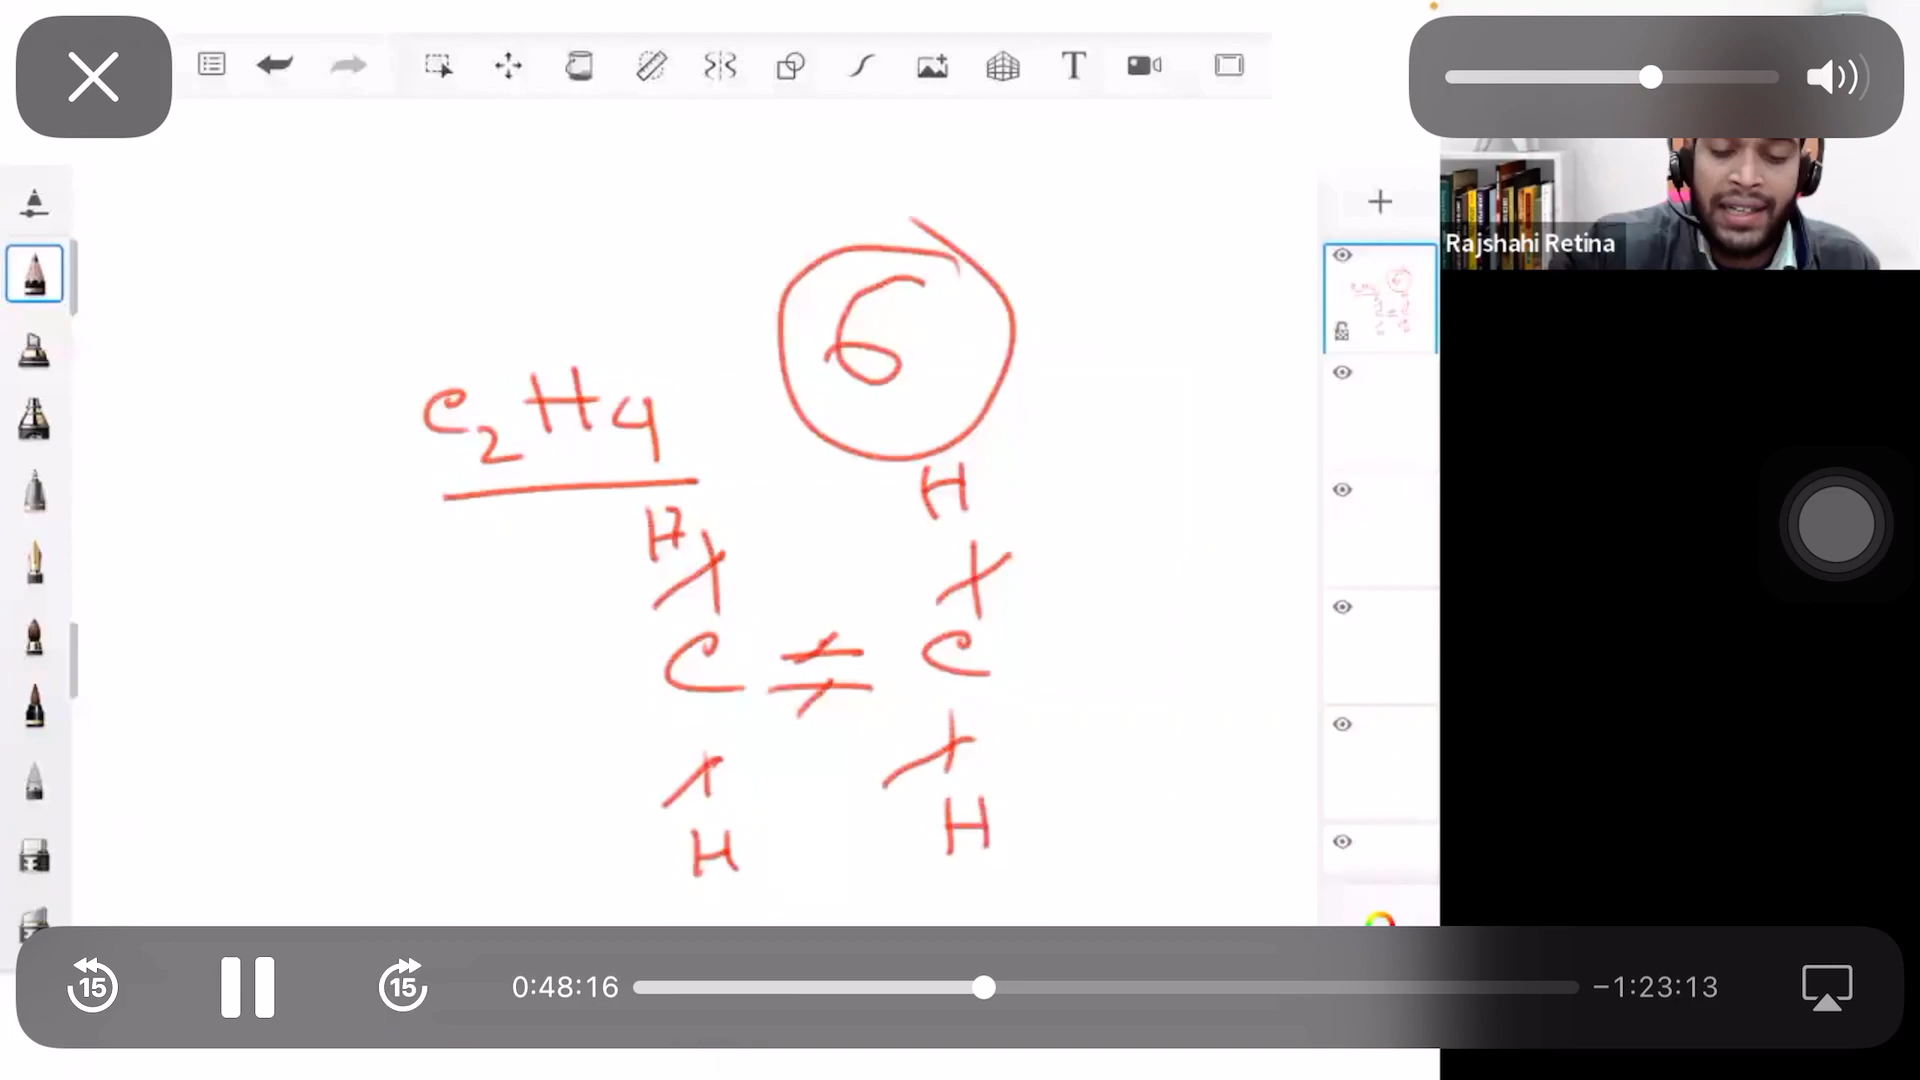 T
Rajshahi Retina
6
C₂H4
H H
C = C
H H
15
15
0:48:16
−1:23:13